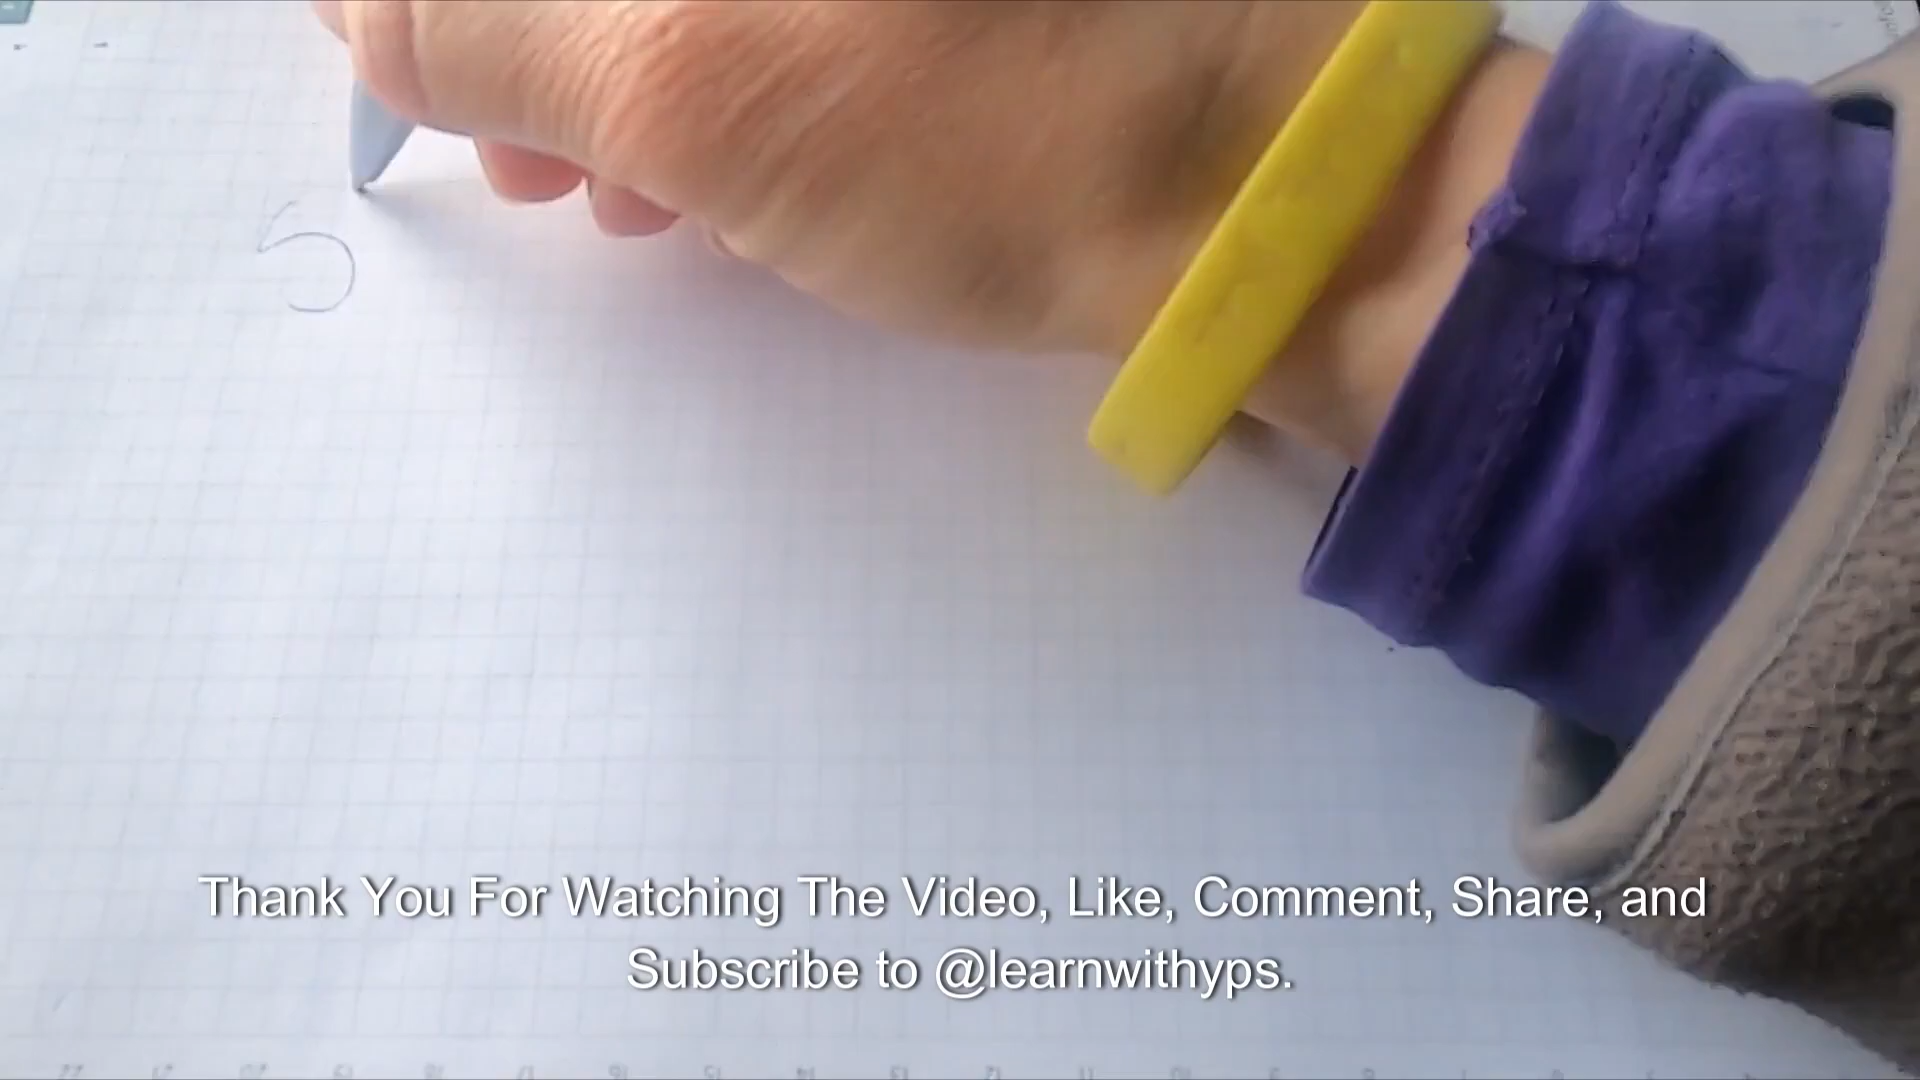 5
Thank You For Watching The Video, Like, Comment, Share, and
Subscribe to @learnwithyps.